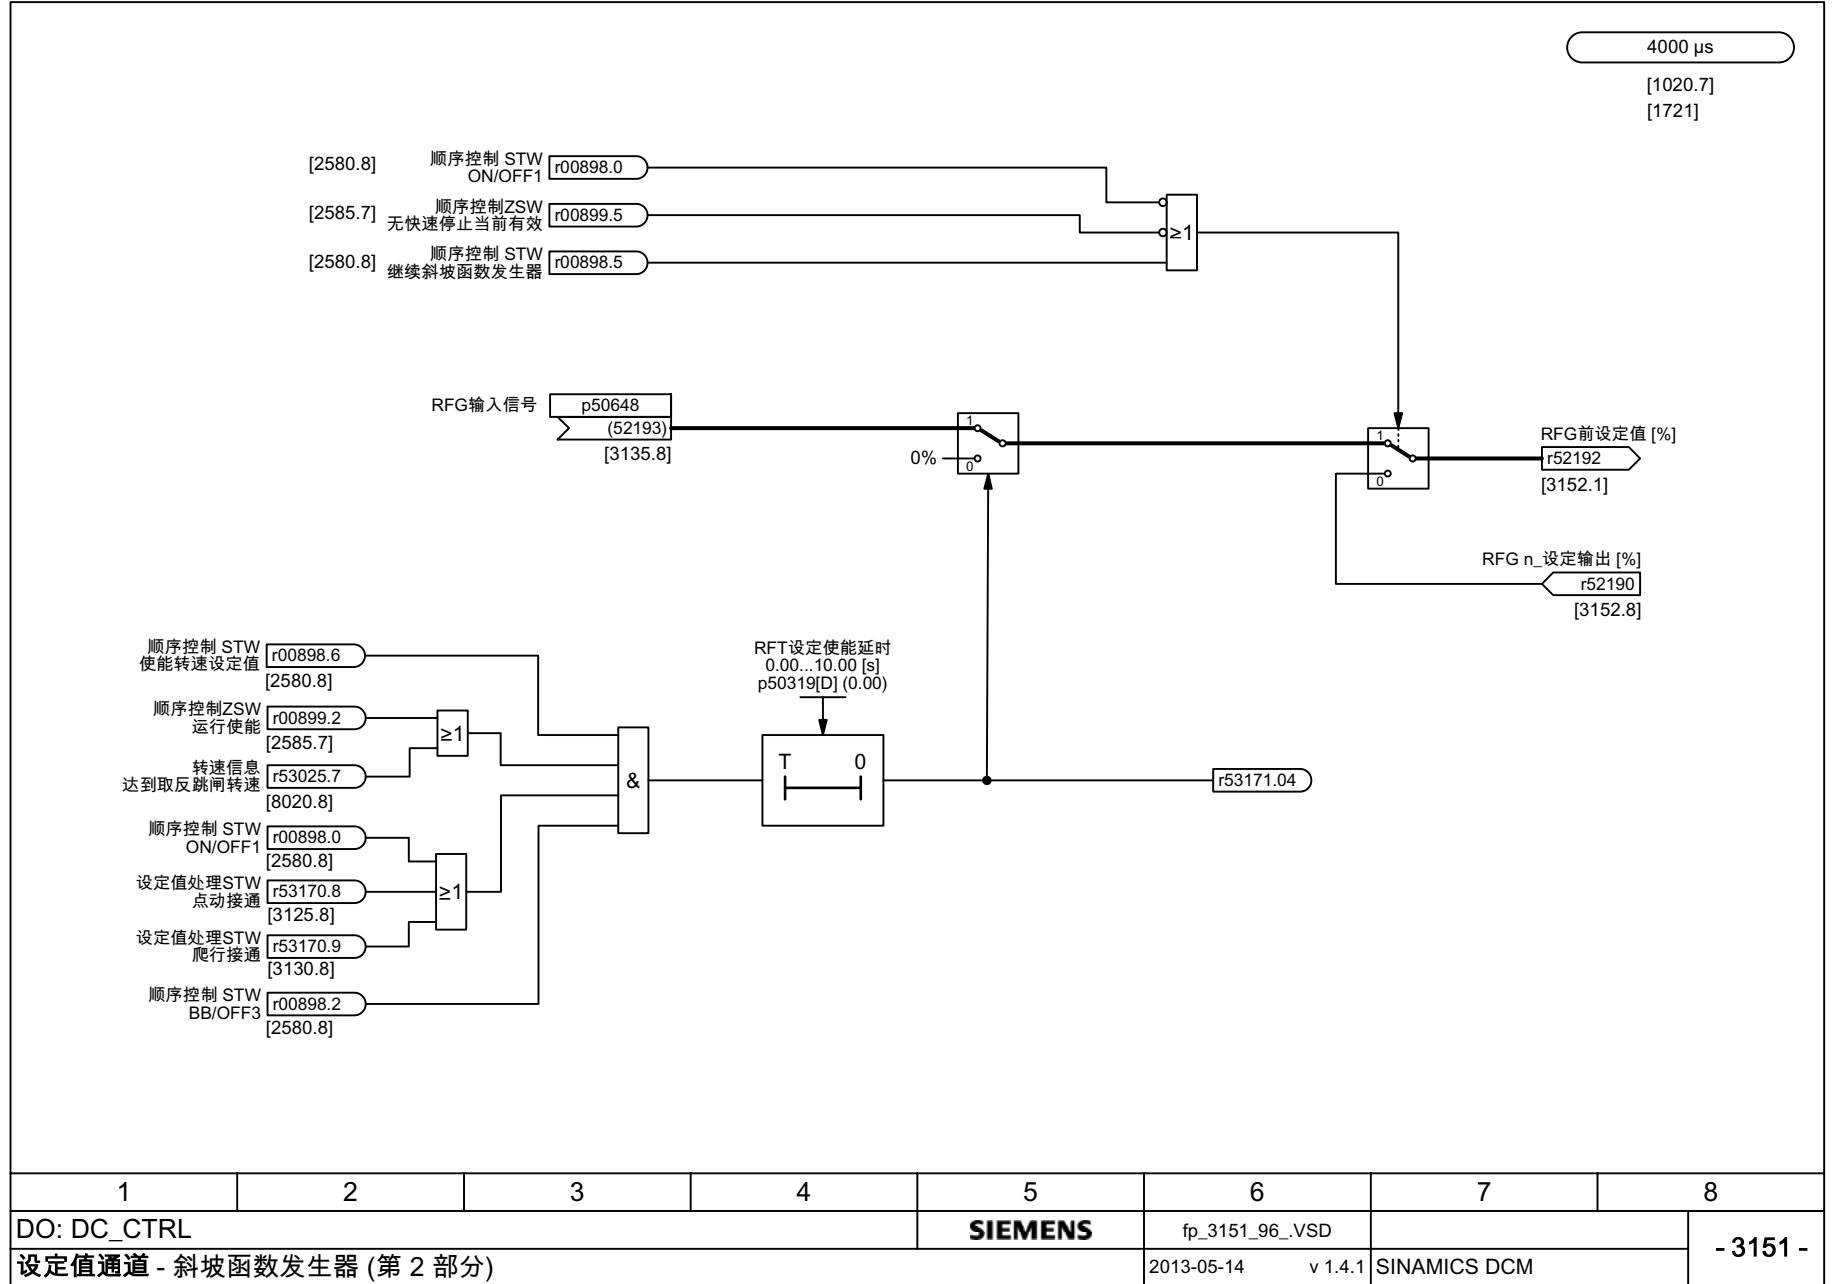 4000 µs
[1020.7]
[1721]
[2580.8]
顺序控制 STW
ON/OFF1
r00898.0
[2585.7]
顺序控制ZSW
无快速停止当前有效
r00899.5
[2580.8]
顺序控制 STW
继续斜坡函数发生器
r00898.5
≥1
RFG输入信号
p50648
(52193)
[3135.8]
1
0%
0
1
0
RFG前设定值 [%]
r52192
[3152.1]
RFG n_设定输出 [%]
r52190
[3152.8]
顺序控制 STW
使能转速设定值
r00898.6
[2580.8]
顺序控制ZSW
运行使能
r00899.2
[2585.7]
≥1
转速信息
达到取反跳闸转速
r53025.7
[8020.8]
顺序控制 STW
ON/OFF1
r00898.0
[2580.8]
设定值处理STW
点动接通
r53170.8
[3125.8]
≥1
设定值处理STW
爬行接通
r53170.9
[3130.8]
顺序控制 STW
BB/OFF3
r00898.2
[2580.8]
&
RFT设定使能延时
0.00...10.00 [s]
p50319[D] (0.00)
T 0
r53171.04
1 2 3 4 5 6 7 8
DO: DC_CTRL
SIEMENS
fp_3151_96_.VSD
- 3151 -
设定值通道 - 斜坡函数发生器 (第 2 部分)
2013-05-14 v 1.4.1
SINAMICS DCM